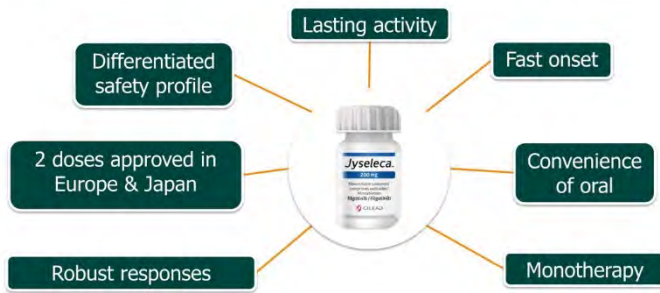 Lasting activity
Differentiated
safety profile
Fast onset
2 doses approved in
Europe & Japan
Jyseleca.
200 mg
GILEAD
Convenience
of oral
Robust responses
Monotherapy